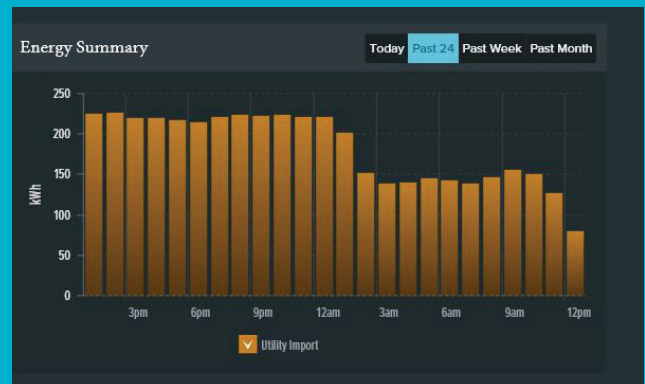 Energy Summary
Today Past 24 Past Week Past Month
250
200
150
100
50
0
kWh
3pm 6pm 9pm 12am 3am 6am 9am 12pm
Utility Import